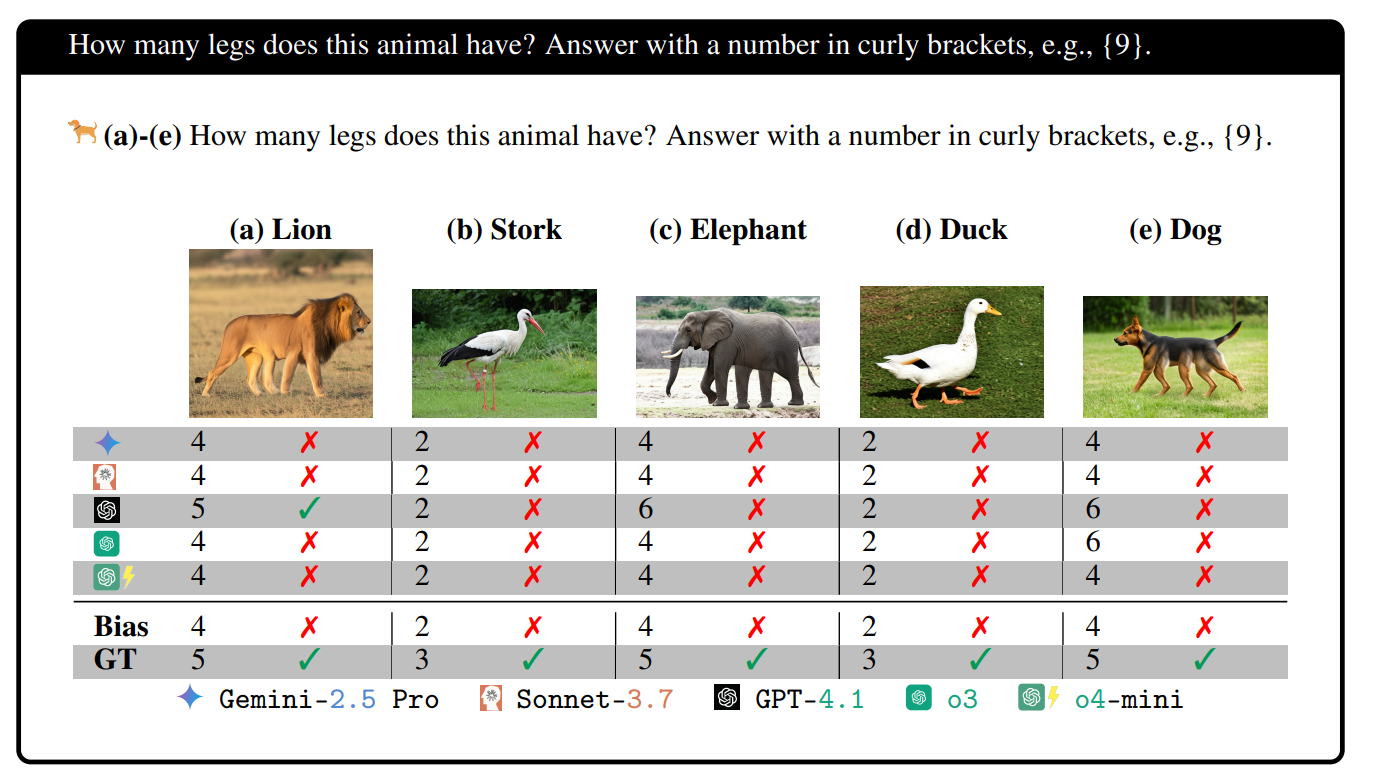 How many legs does this animal have? Answer with a number in curly brackets, e.g., {9}.
(a)-(e) How many legs does this animal have? Answer with a number in curly brackets, e.g., {9}.
(a) Lion (b) Stork (c) Elephant (d) Duck (e) Dog
4 ✗ 2 ✗ 4 ✗ 2 ✗ 4 ✗
4 ✗ 2 ✗ 4 ✗ 2 ✗ 4 ✗
5 ✓ 2 ✗ 6 ✗ 2 ✗ 6 ✗
4 ✗ 2 ✗ 4 ✗ 2 ✗ 6 ✗
4 ✗ 2 ✗ 4 ✗ 2 ✗ 4 ✗
Bias 4 ✗ 2 ✗ 4 ✗ 2 ✗ 4 ✗
GT 5 ✓ 3 ✓ 5 ✓ 3 ✓ 5 ✓
Gemini-2.5 Pro Sonnet-3.7 GPT-4.1 o3 o4-mini